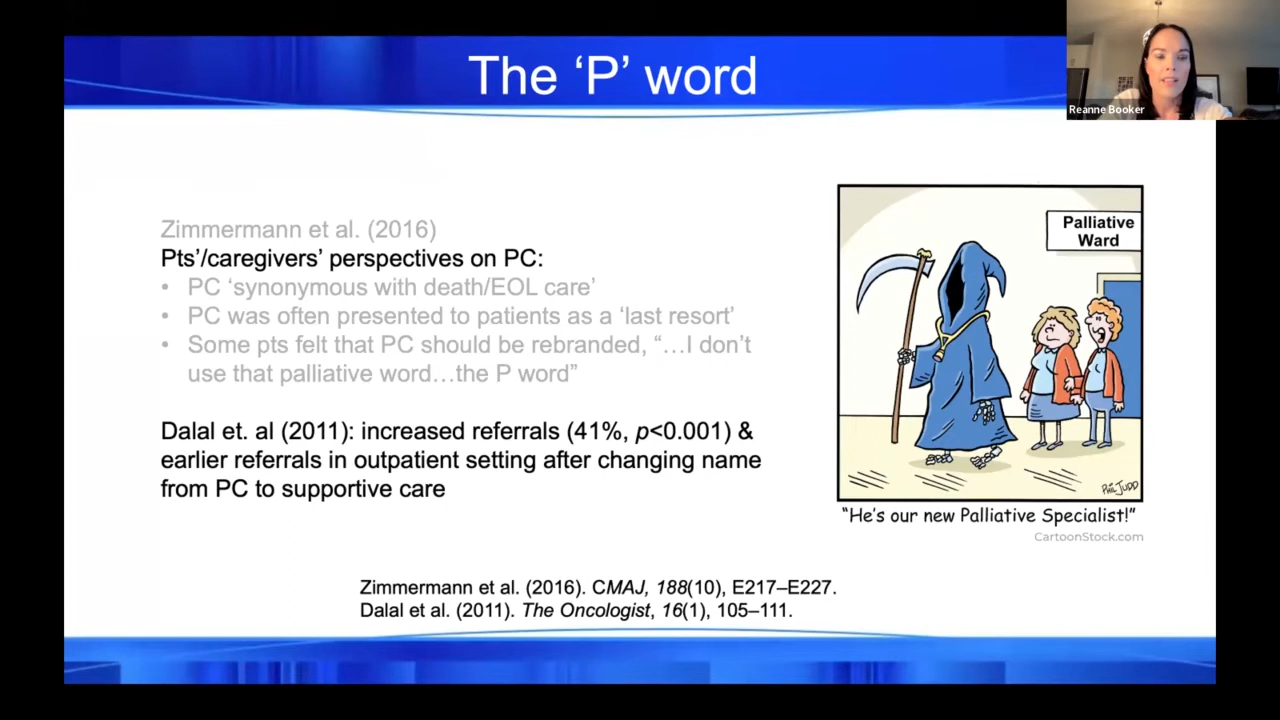 The ‘P’ word
Reanne Booker
Zimmermann et al. (2016)
Pts’/caregivers’ perspectives on PC:
• PC ‘synonymous with death/EOL care’
• PC was often presented to patients as a ‘last resort’
• Some pts felt that PC should be rebranded, “…I don’t
use that palliative word…the P word”
Dalal et. al (2011): increased referrals (41%, p<0.001) &
earlier referrals in outpatient setting after changing name
from PC to supportive care
Palliative
Ward
PHIL JUDD
“He’s our new Palliative Specialist!”
CartoonStock.com
Zimmermann et al. (2016). CMAJ, 188(10), E217–E227.
Dalal et al. (2011). The Oncologist, 16(1), 105–111.